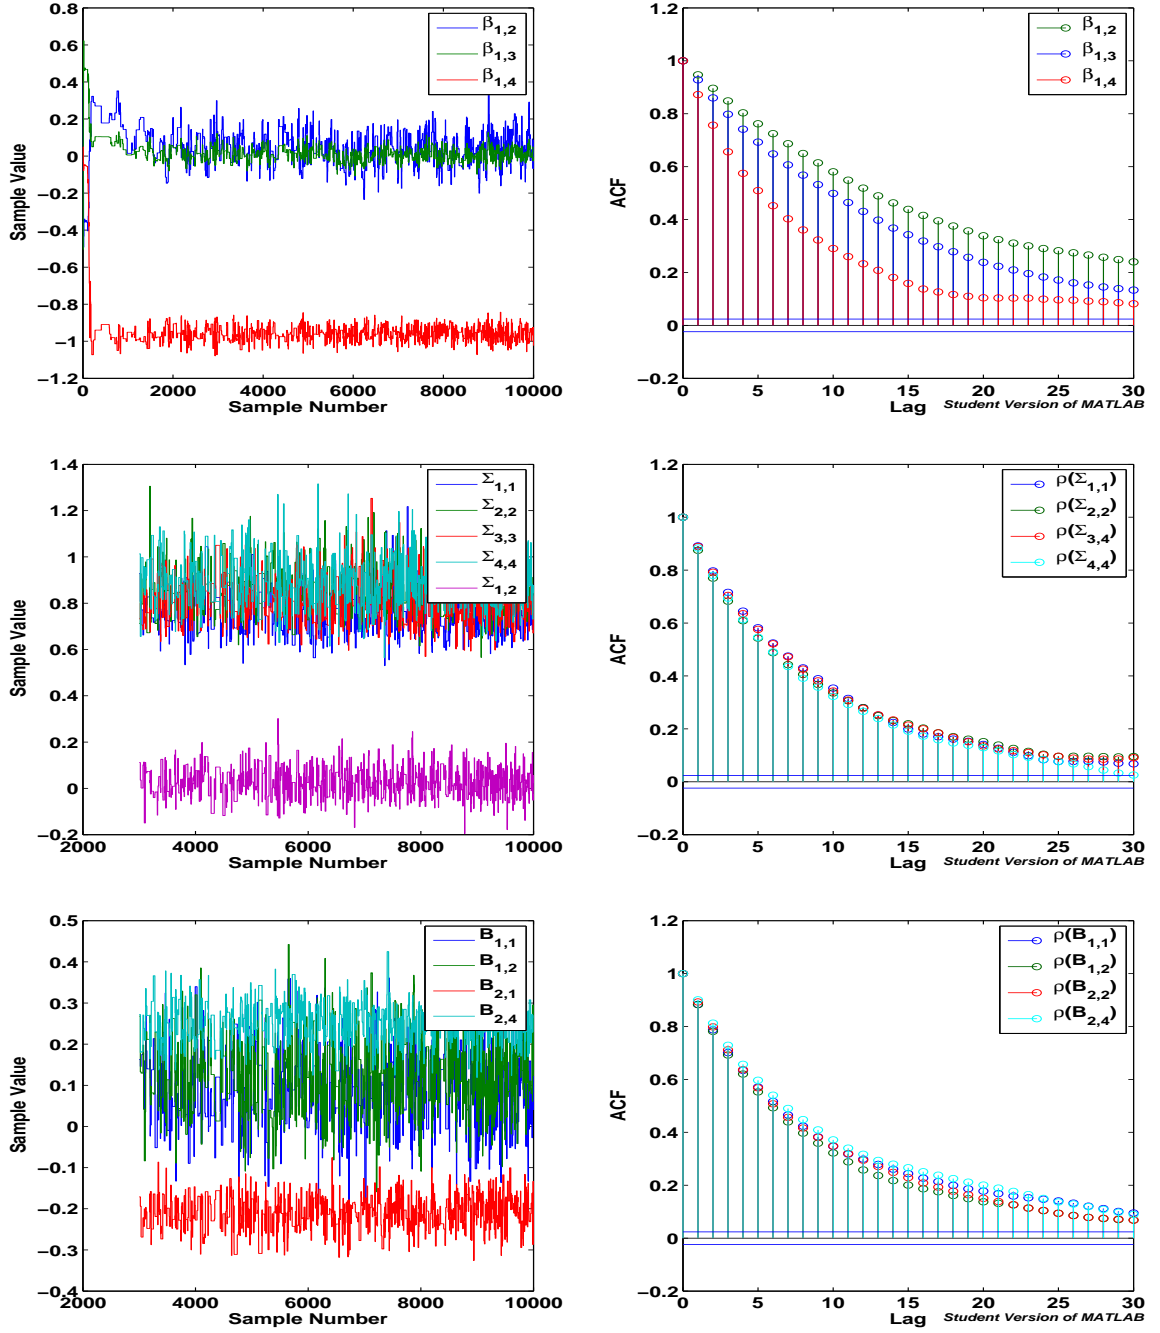 0.8
0.6
0.4
0.2
0
−0.2
−0.4
−0.6
−0.8
−1
−1.2
0
2000
4000
6000
8000
10000
Sample Number
Sample Value
β1,2
β1,3
β1,4
1.2
1
0.8
0.6
0.4
0.2
0
−0.2
0
5
10
15
20
25
30
Lag
ACF
β1,2
β1,3
β1,4
Student Version of MATLAB
1.4
1.2
1
0.8
0.6
0.4
0.2
0
−0.2
2000
4000
6000
8000
10000
Sample Number
Sample Value
Σ1,1
Σ2,2
Σ3,3
Σ4,4
Σ1,2
1.2
1
0.8
0.6
0.4
0.2
0
−0.2
0
5
10
15
20
25
30
Lag
ACF
ρ(Σ1,1)
ρ(Σ2,2)
ρ(Σ3,4)
ρ(Σ4,4)
Student Version of MATLAB
0.5
0.4
0.3
0.2
0.1
0
−0.1
−0.2
−0.3
−0.4
2000
4000
6000
8000
10000
Sample Number
Sample Value
B1,1
B1,2
B2,1
B2,4
1.2
1
0.8
0.6
0.4
0.2
0
−0.2
0
5
10
15
20
25
30
Lag
ACF
ρ(B1,1)
ρ(B1,2)
ρ(B2,2)
ρ(B2,4)
Student Version of MATLAB